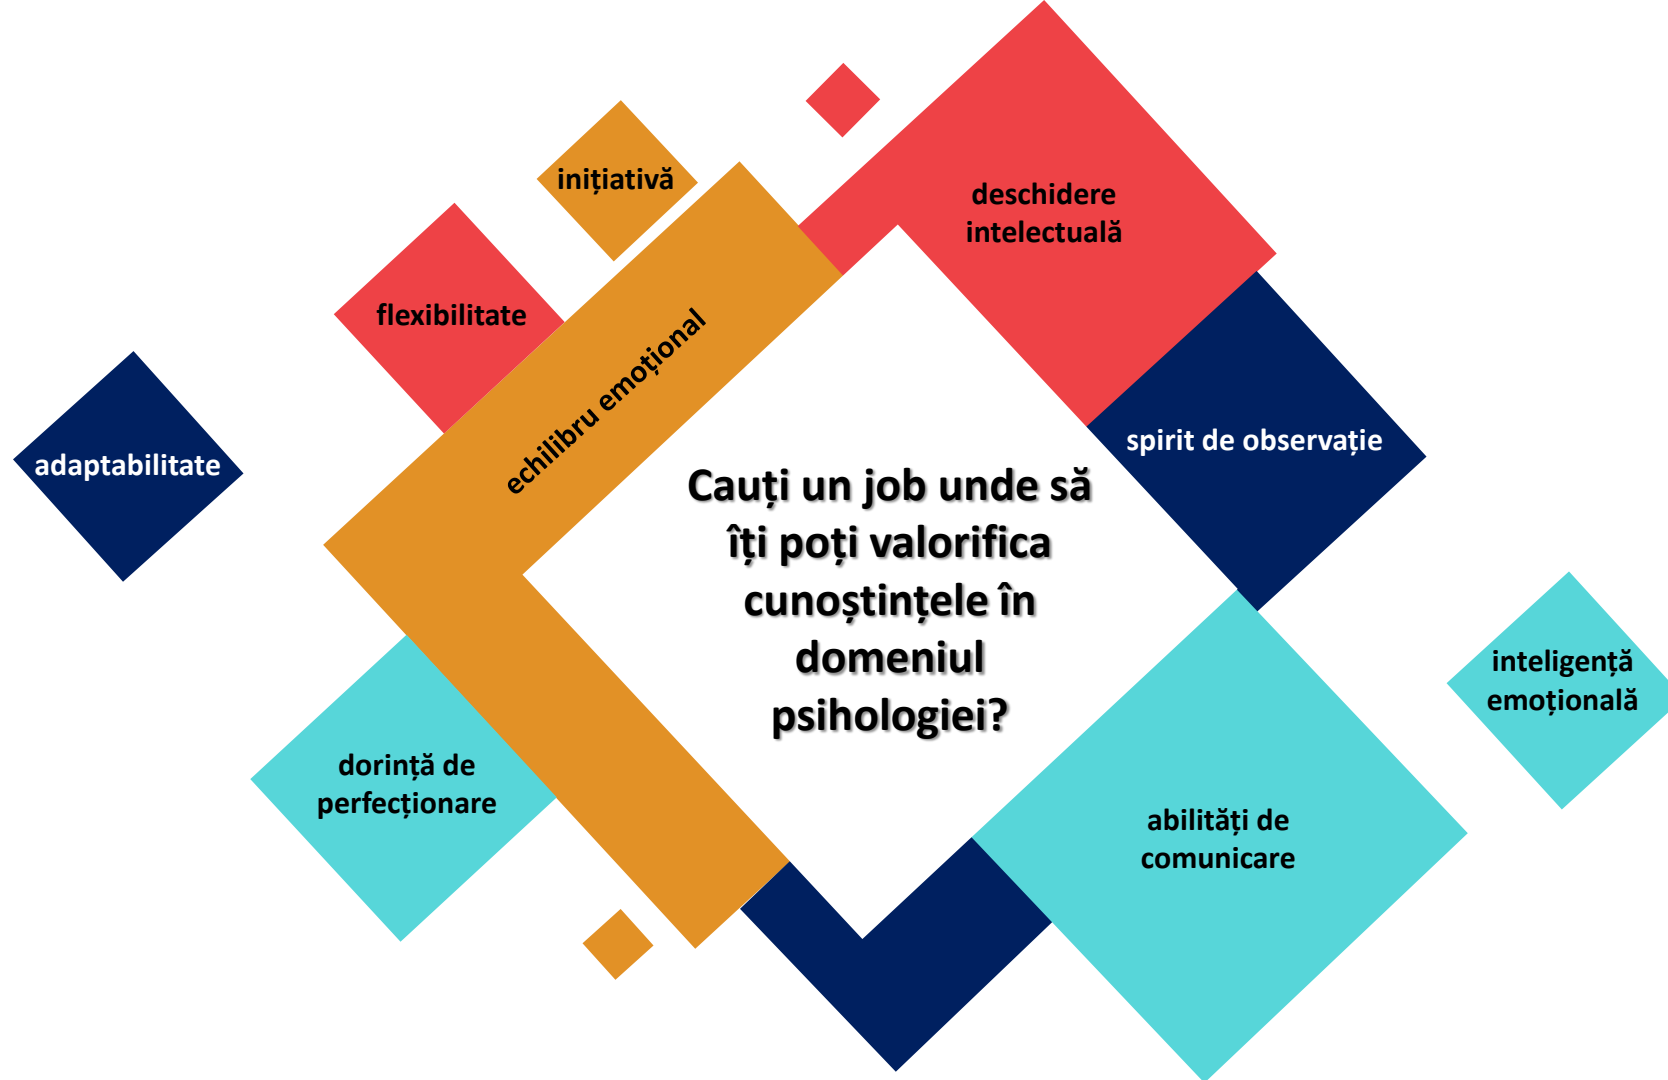 inițiativă
deschidere
intelectuală
flexibilitate
echilibru emoțional
spirit de observație
adaptabilitate
Cauți un job unde să
îți poți valorifica
cunoștințele în
domeniul
psihologiei?
inteligență
emoțională
dorință de
perfecționare
abilități de
comunicare